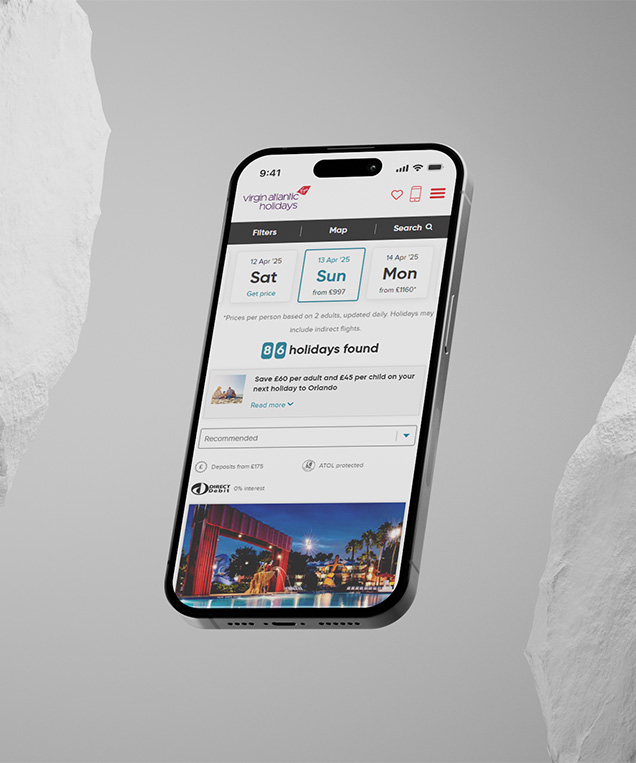 9:41
virgin atlantic
holidays
Filters
Map
Search
12 Apr '25
Sat
Get price
13 Apr '25
Sun
from £997
14 Apr '25
Mon
from £1160*
*Prices per person based on 2 adults, updated daily. Holidays may
include indirect flights.
86 holidays found
Save £60 per adult and £45 per child on your
next holiday to Orlando
Read more
Recommended
£ Deposits from £175
ATOL protected
DIRECT
Debit
0% interest